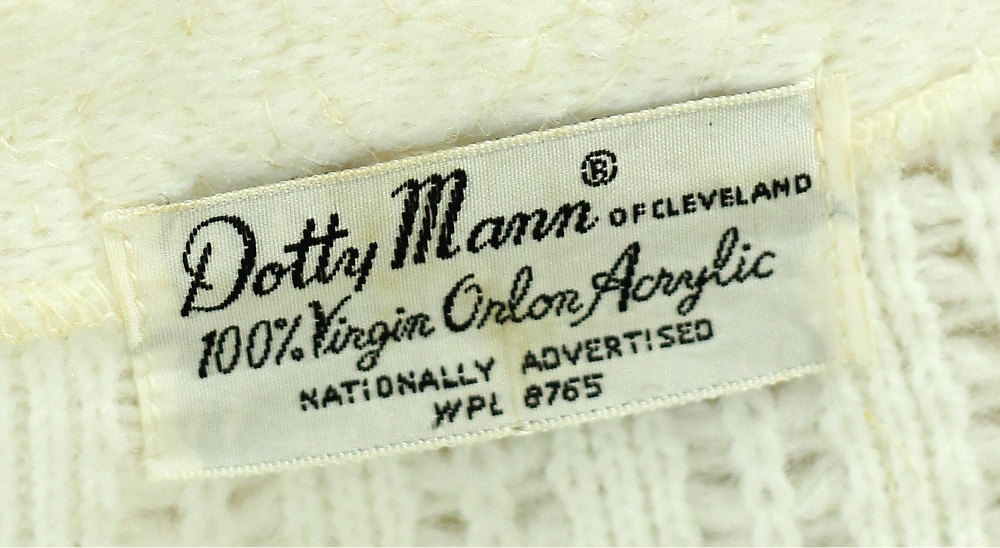 Dotty Mann® OF CLEVELAND
100% Virgin Orlon Acrylic
NATIONALLY ADVERTISED
WPL 8765